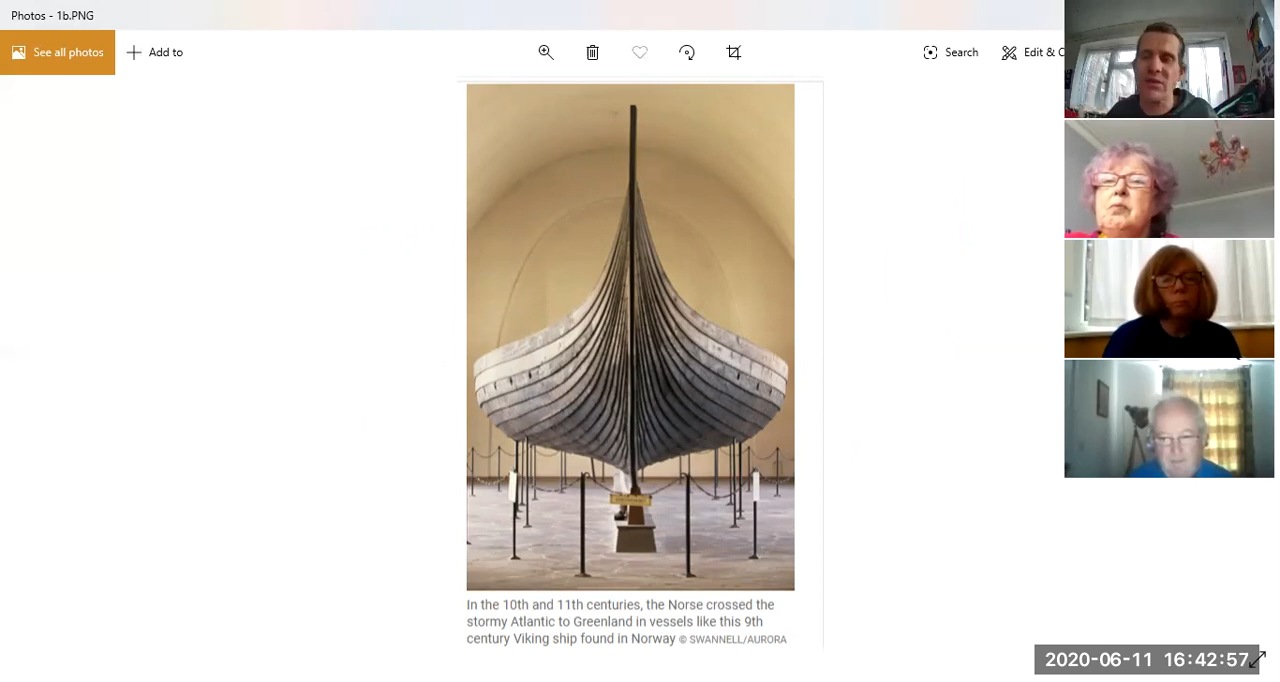 Photos - 1b.PNG
See all photos
Add to
Search
Edit & C
In the 10th and 11th centuries, the Norse crossed the
stormy Atlantic to Greenland in vessels like this 9th
century Viking ship found in Norway © SWANNELL/AURORA
2020-06-11 16:42:57